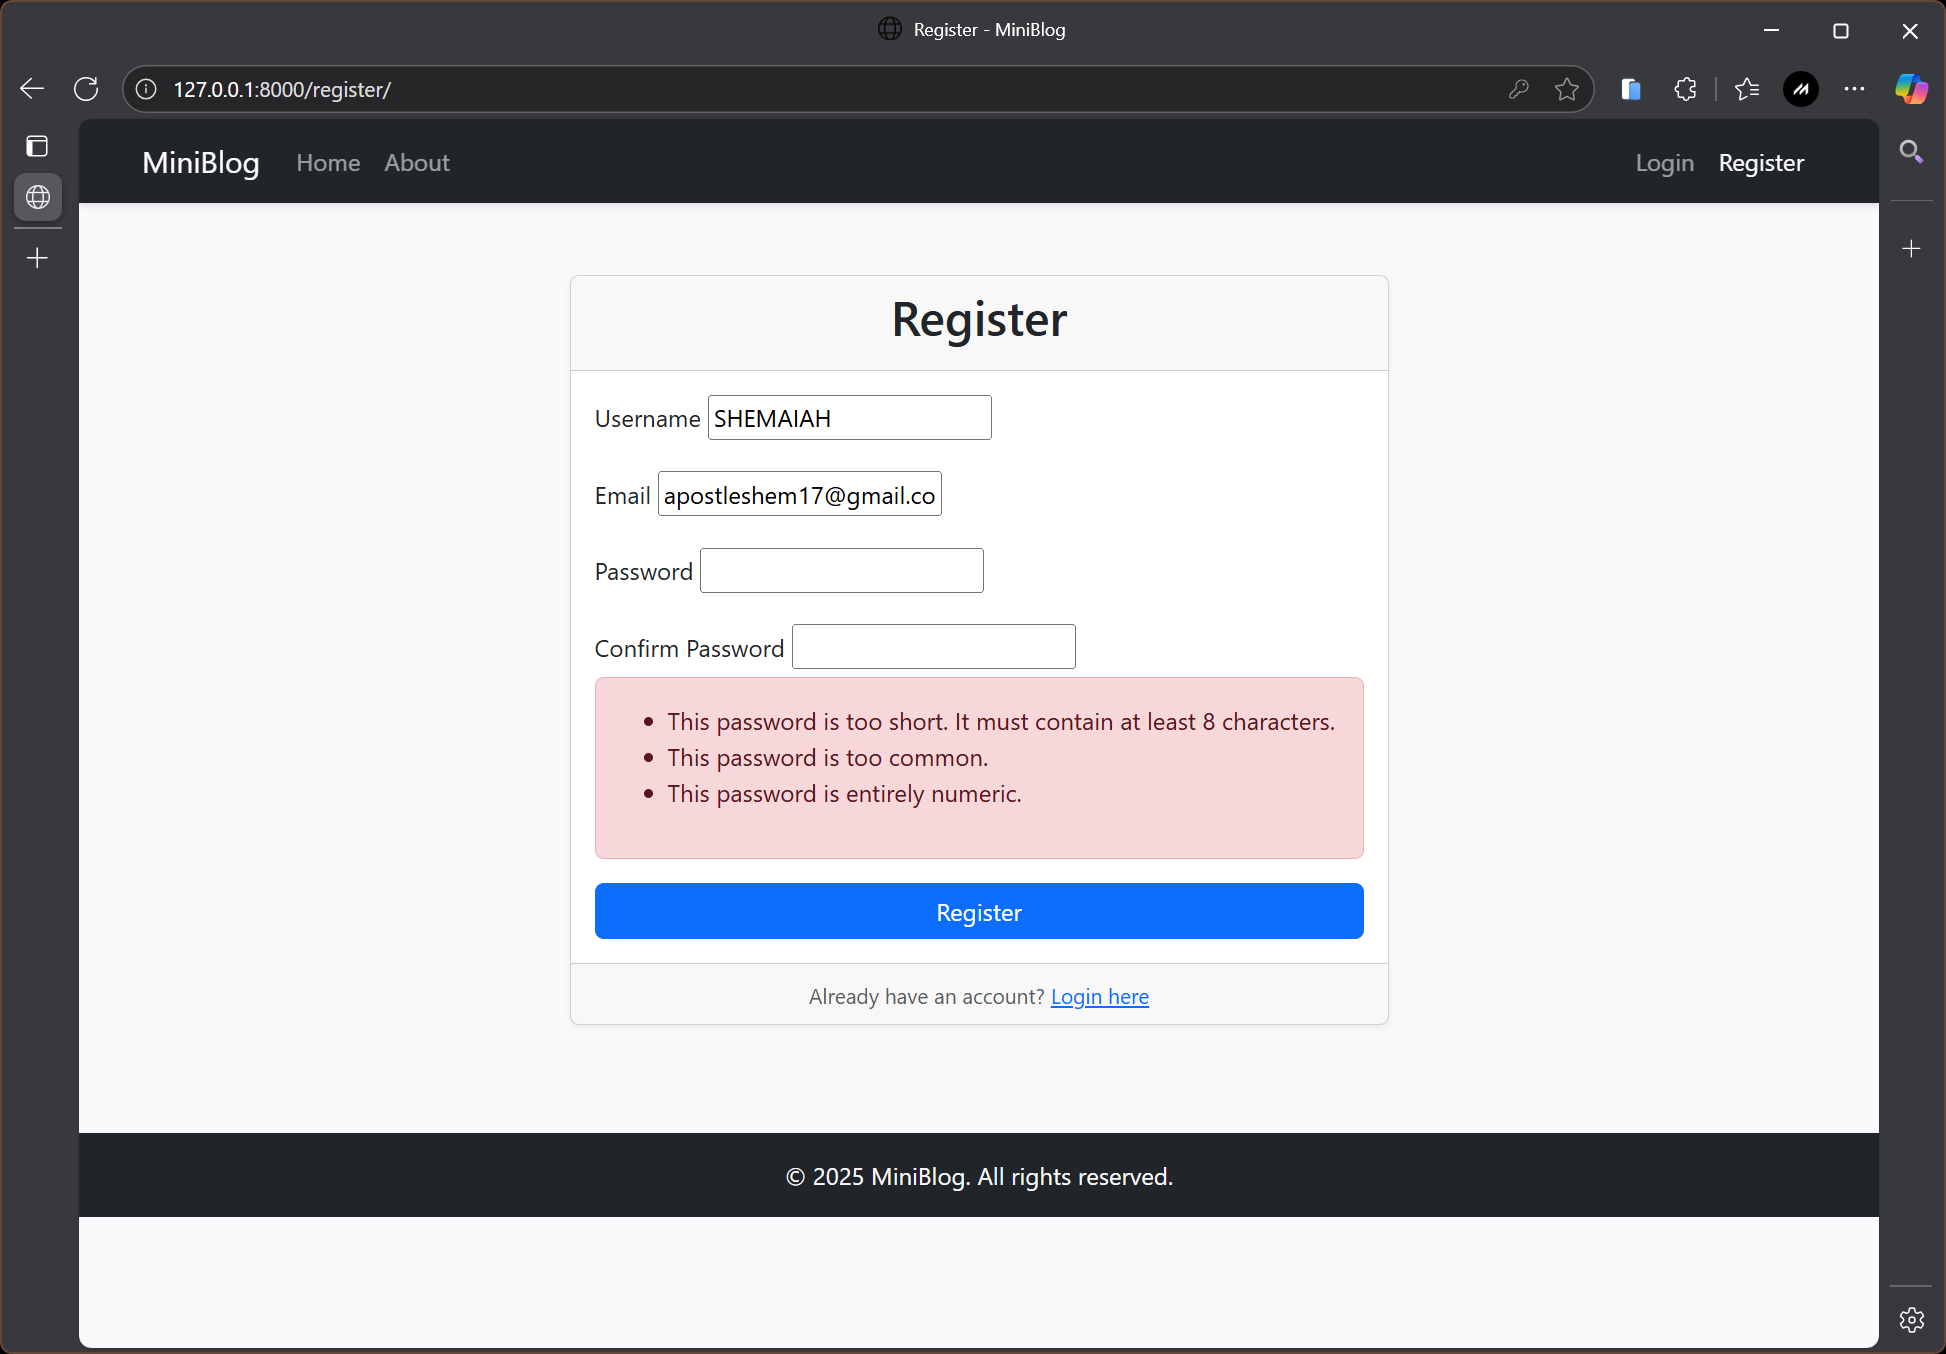 Register - MiniBlog
127.0.0.1:8000/register/
MiniBlog Home About Login Register
Register
Username SHEMAIAH
Email apostleshem17@gmail.co
Password
Confirm Password
This password is too short. It must contain at least 8 characters.
This password is too common.
This password is entirely numeric.
Register
Already have an account? Login here
© 2025 MiniBlog. All rights reserved.